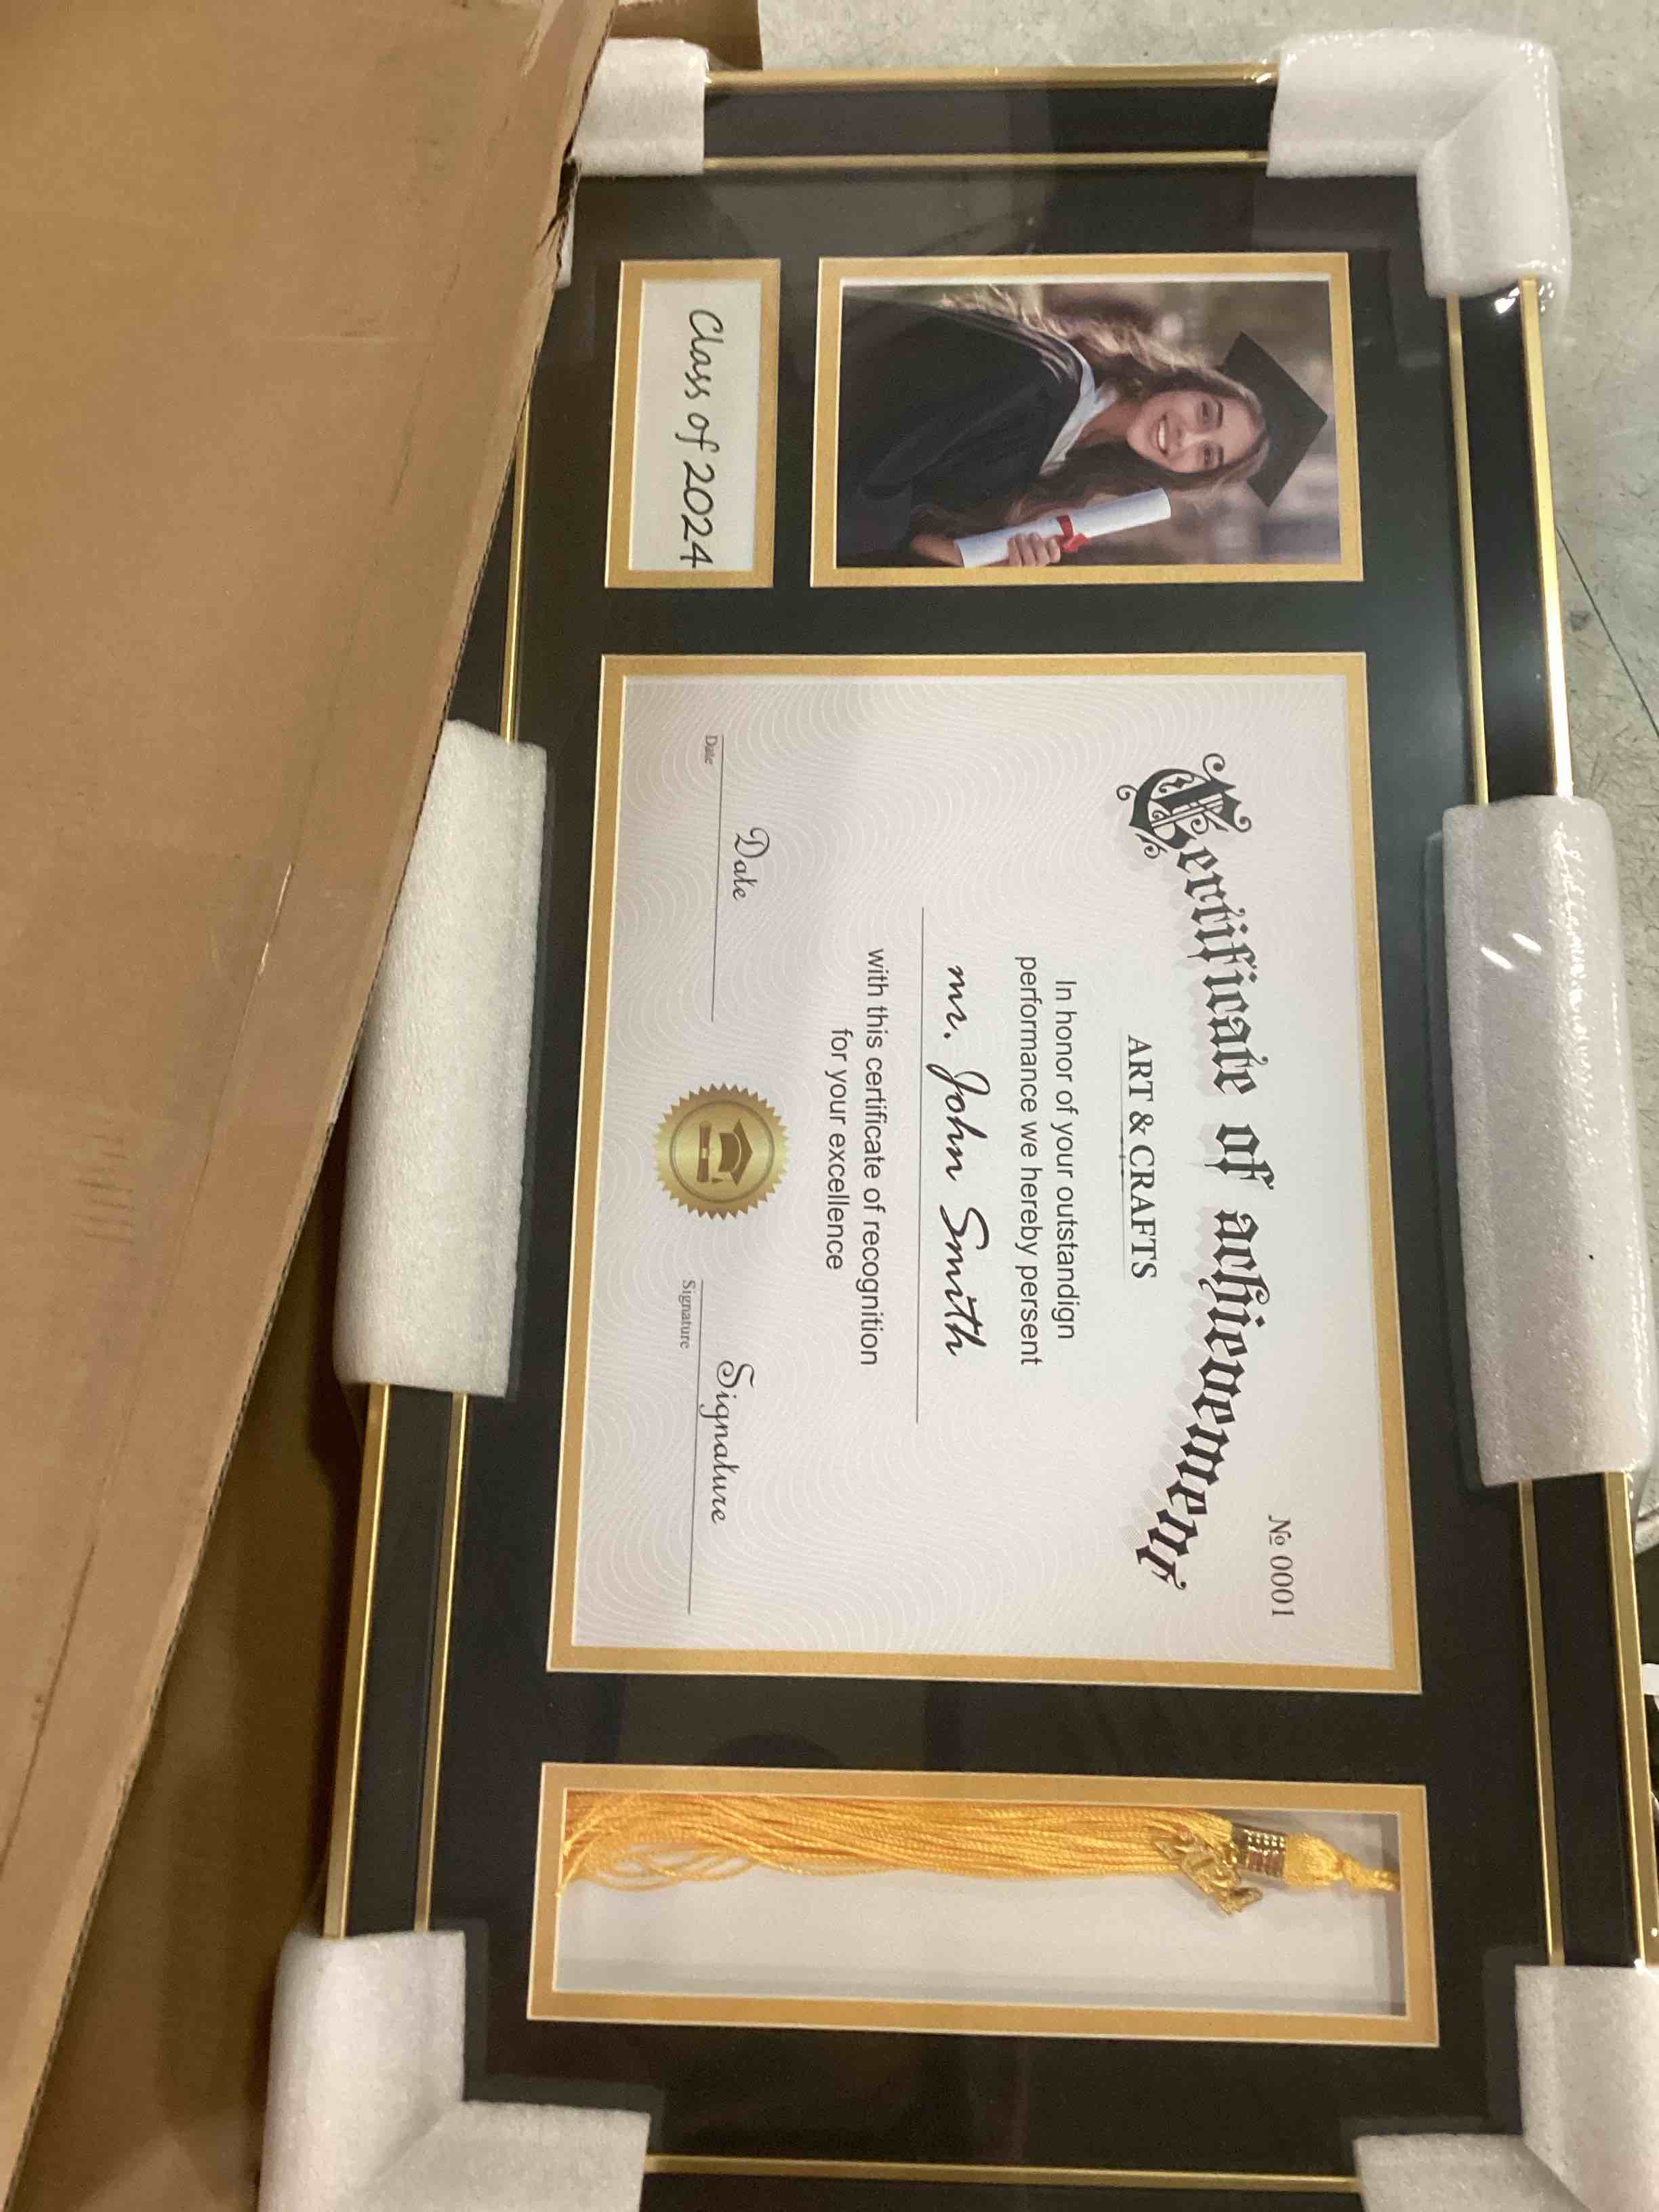 Class of 2024
№ 0001
Certificate of achievement
ART & CRAFTS
In honor of your outstandign
performance we hereby persent
mr. John Smith
with this certificate of recognition
for your excellence
Date
Date
Signature
Signature